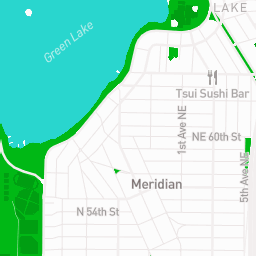 LAKE
Green Lake
Tsui Sushi Bar
1st Ave NE
NE 60th St
Meridian
5th Ave NE
N 54th St